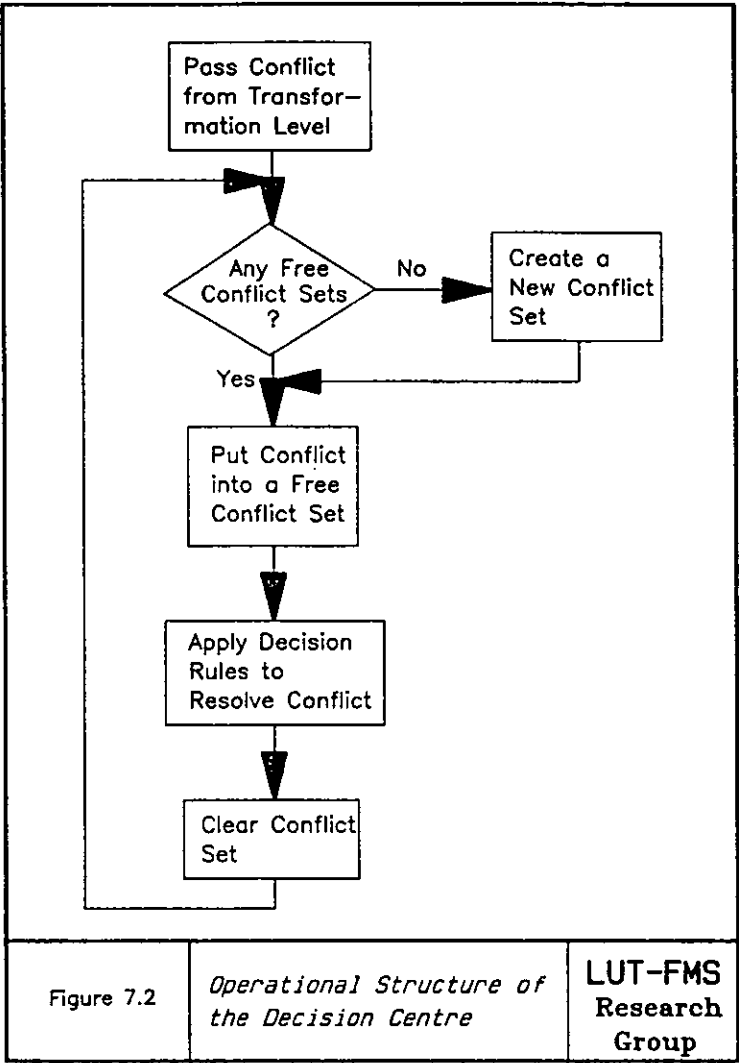 Pass Conflict
from Transfor-
mation Level
Any Free
Conflict Sets
?
No
Create a
New Conflict
Set
Yes
Put Conflict
into a Free
Conflict Set
Apply Decision
Rules to
Resolve Conflict
Clear Conflict
Set
Figure 7.2
Operational Structure of
the Decision Centre
LUT-FMS
Research
Group